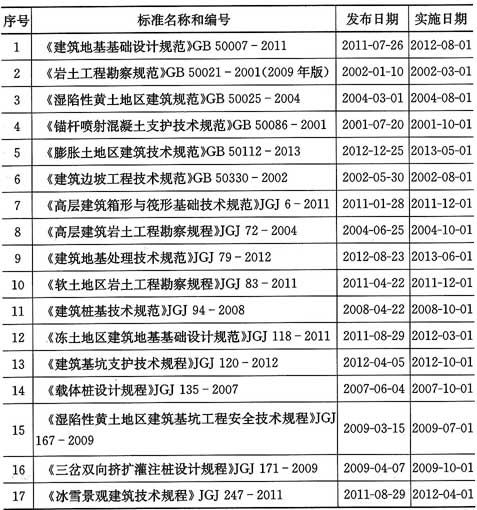 序号 标准名称和编号 发布日期 实施日期
1 《建筑地基基础设计规范》GB 50007-2011 2011-07-26 2012-08-01
2 《岩土工程勘察规范》GB 50021-2001(2009年版) 2002-01-10 2002-03-01
3 《湿陷性黄土地区建筑规范》GB 50025-2004 2004-03-01 2004-08-01
4 《锚杆喷射混凝土支护技术规范》GB 50086-2001 2001-07-20 2001-10-01
5 《膨胀土地区建筑技术规范》GB 50112-2013 2012-12-25 2013-05-01
6 《建筑边坡工程技术规范》GB 50330-2002 2002-05-30 2002-08-01
7 《高层建筑箱形与筏形基础技术规范》JGJ 6-2011 2011-01-28 2011-12-01
8 《高层建筑岩土工程勘察规程》JGJ 72-2004 2004-06-25 2004-10-01
9 《建筑地基处理技术规范》JGJ 79-2012 2012-08-23 2013-06-01
10 《软土地区岩土工程勘察规程》JGJ 83-2011 2011-04-22 2011-12-01
11 《建筑桩基技术规范》JGJ 94-2008 2008-04-22 2008-10-01
12 《冻土地区建筑地基基础设计规范》JGJ 118-2011 2011-08-29 2012-03-01
13 《建筑基坑支护技术规程》JGJ 120-2012 2012-04-05 2012-10-01
14 《载体桩设计规程》JGJ 135-2007 2007-06-04 2007-10-01
15 《湿陷性黄土地区建筑基坑工程安全技术规程》JGJ
167-2009 2009-03-15 2009-07-01
16 《三岔双向挤扩灌注桩设计规程》JGJ 171-2009 2009-04-07 2009-10-01
17 《冰雪景观建筑技术规程》JGJ 247-2011 2011-08-29 2012-04-01